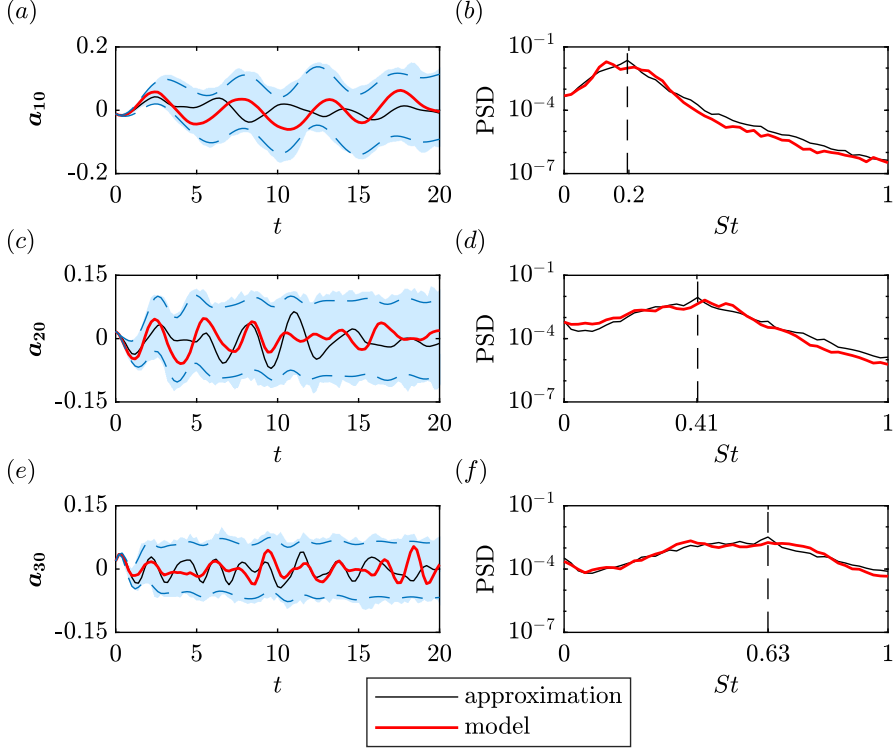 (a)
(b)
0.2
0
-0.2
a10
0 5 10 15 20
t
10−1
10−4
10−7
PSD
0 0.2 1
St
(c)
(d)
0.15
0
-0.15
a20
0 5 10 15 20
t
10−1
10−4
10−7
PSD
0 0.41 1
St
(e)
(f)
0.15
0
-0.15
a30
0 5 10 15 20
t
10−1
10−4
10−7
PSD
0 0.63 1
St
approximation
model